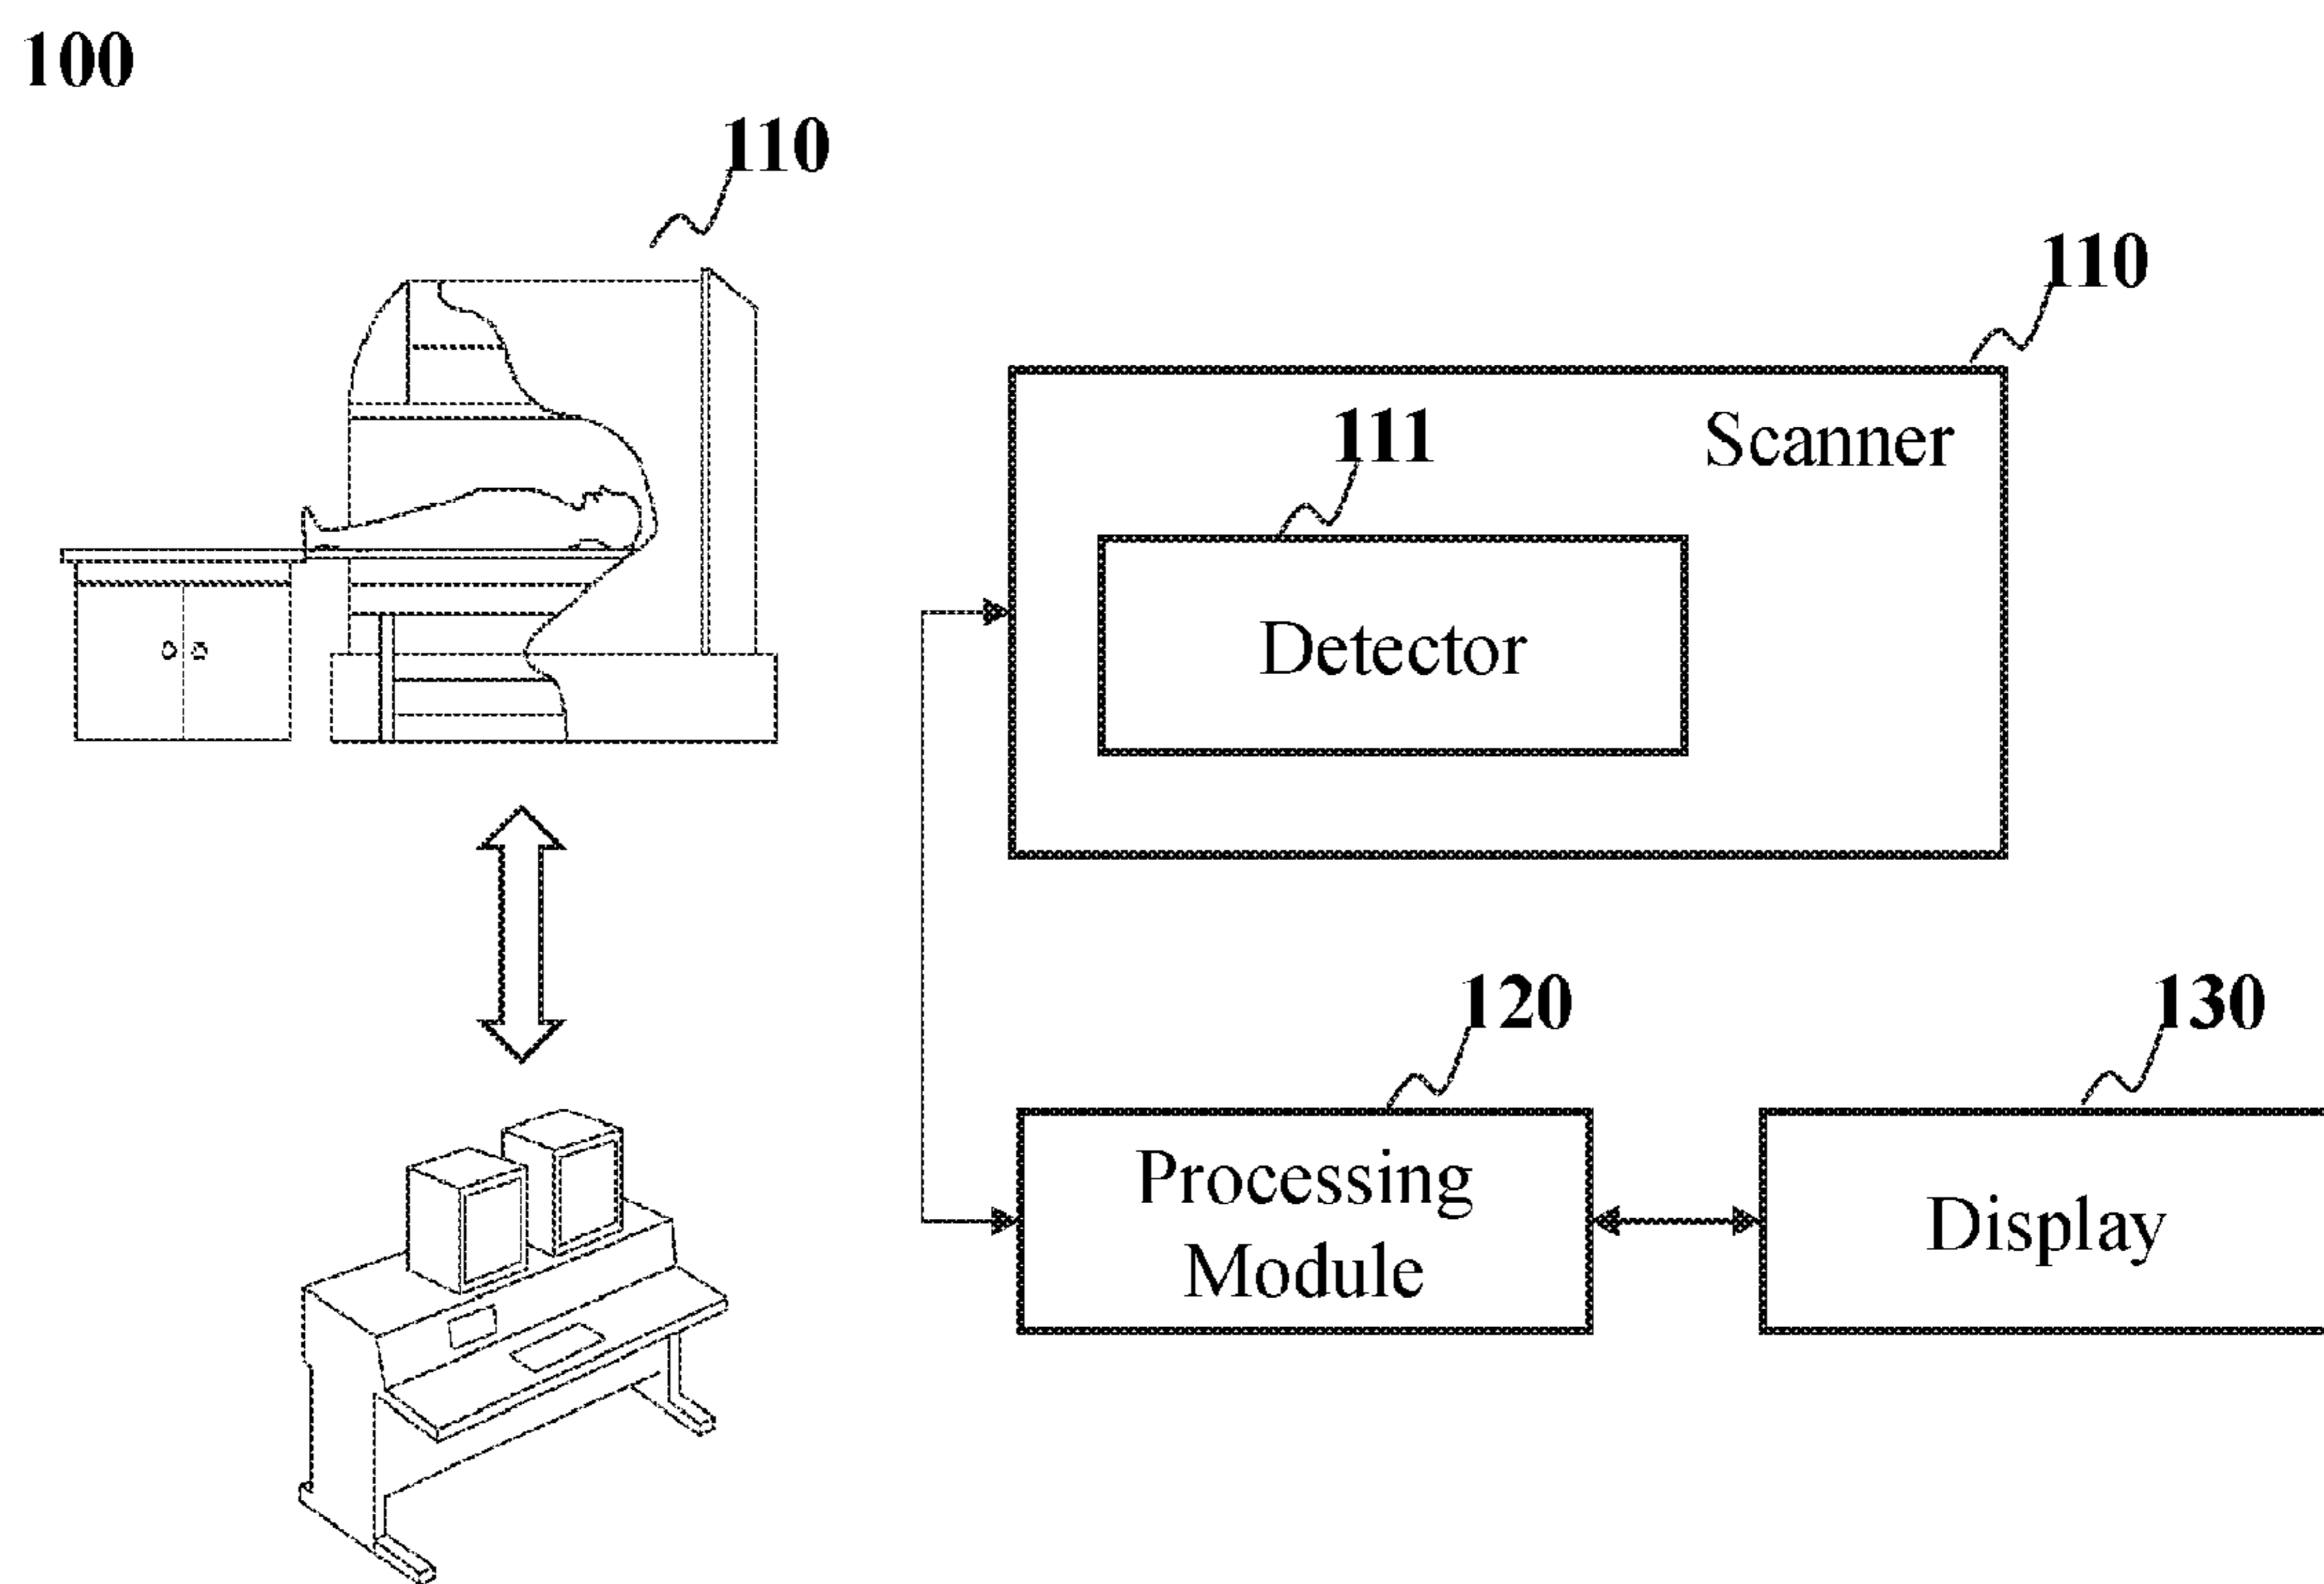 100
110
110
Scanner
111
Detector
120
130
Processing
Module
Display